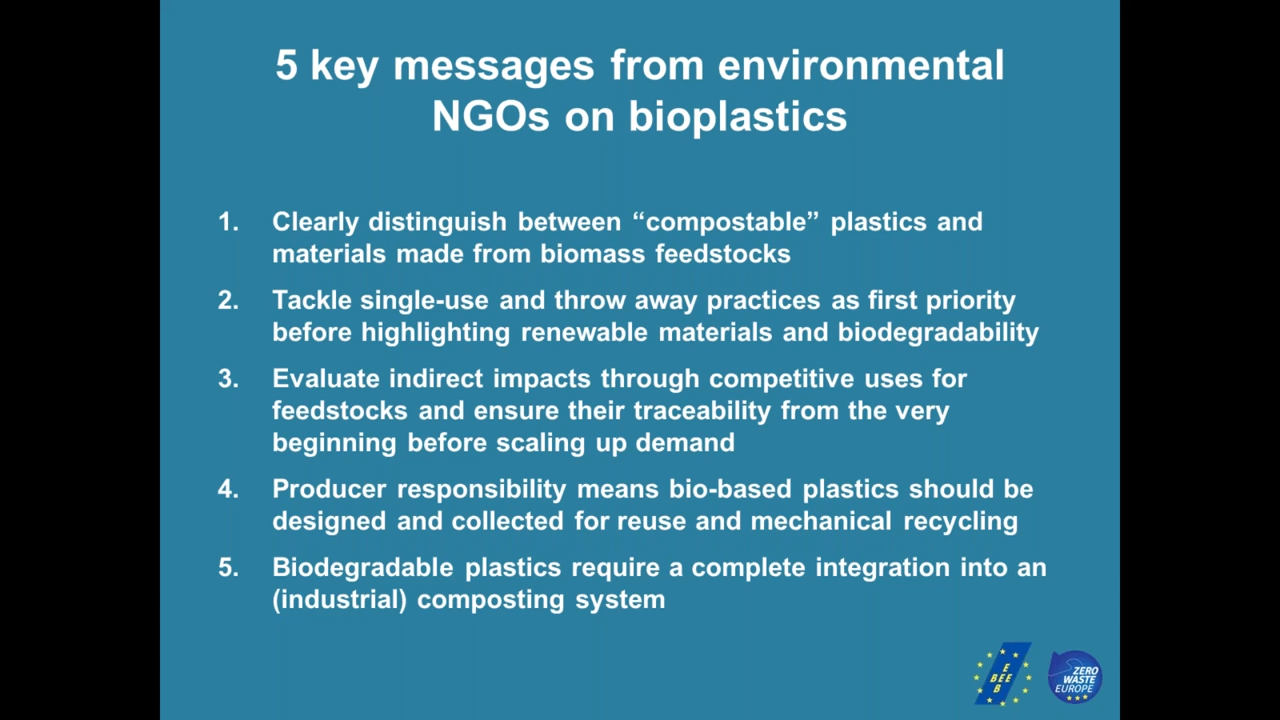 5 key messages from environmental
NGOs on bioplastics
1. Clearly distinguish between “compostable” plastics and
materials made from biomass feedstocks
2. Tackle single-use and throw away practices as first priority
before highlighting renewable materials and biodegradability
3. Evaluate indirect impacts through competitive uses for
feedstocks and ensure their traceability from the very
beginning before scaling up demand
4. Producer responsibility means bio-based plastics should be
designed and collected for reuse and mechanical recycling
5. Biodegradable plastics require a complete integration into an
(industrial) composting system
E
BEE
B
ZERO
WASTE
EUROPE